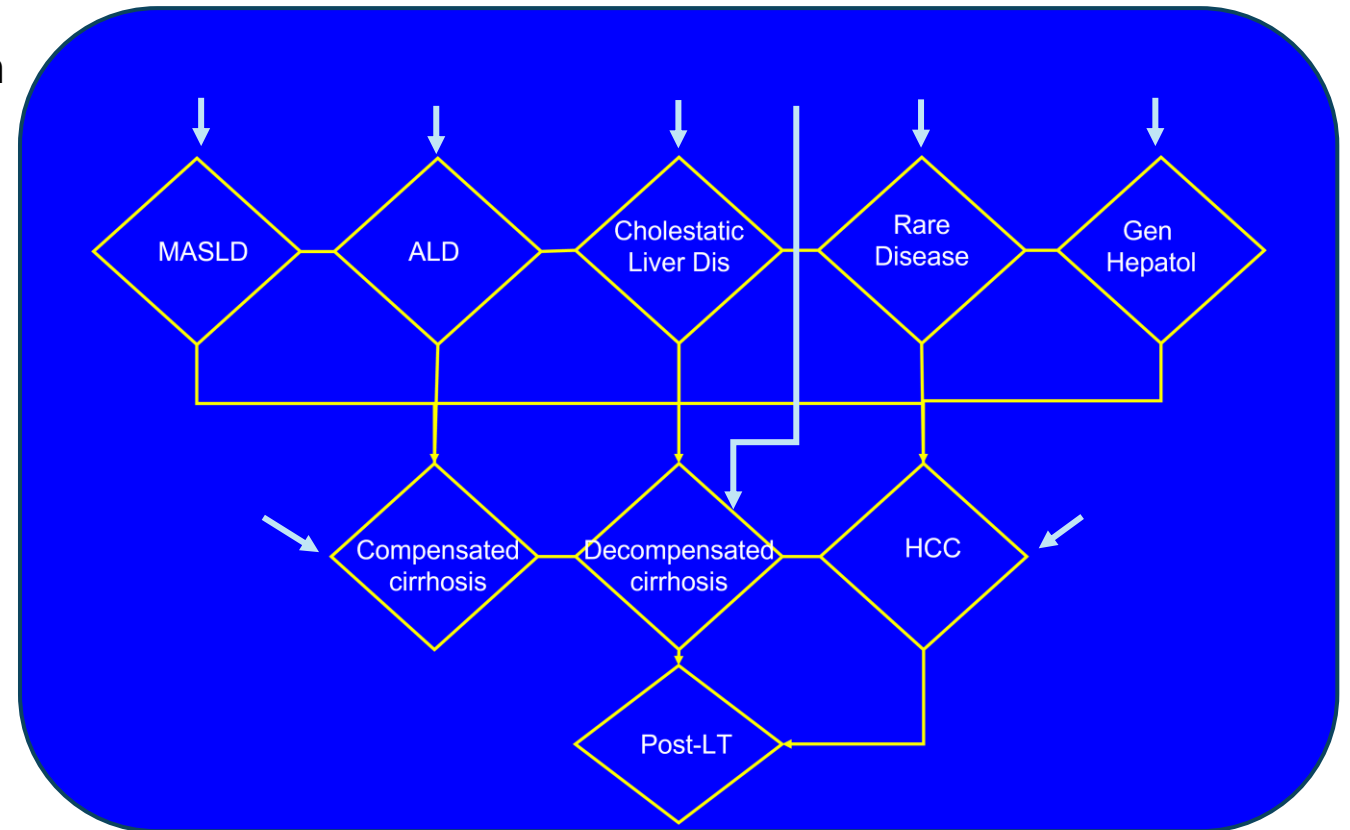 MASLD
ALD
Cholestatic
Liver Dis
Rare
Disease
Gen
Hepatol
Compensated
cirrhosis
Decompensated
cirrhosis
HCC
Post-LT